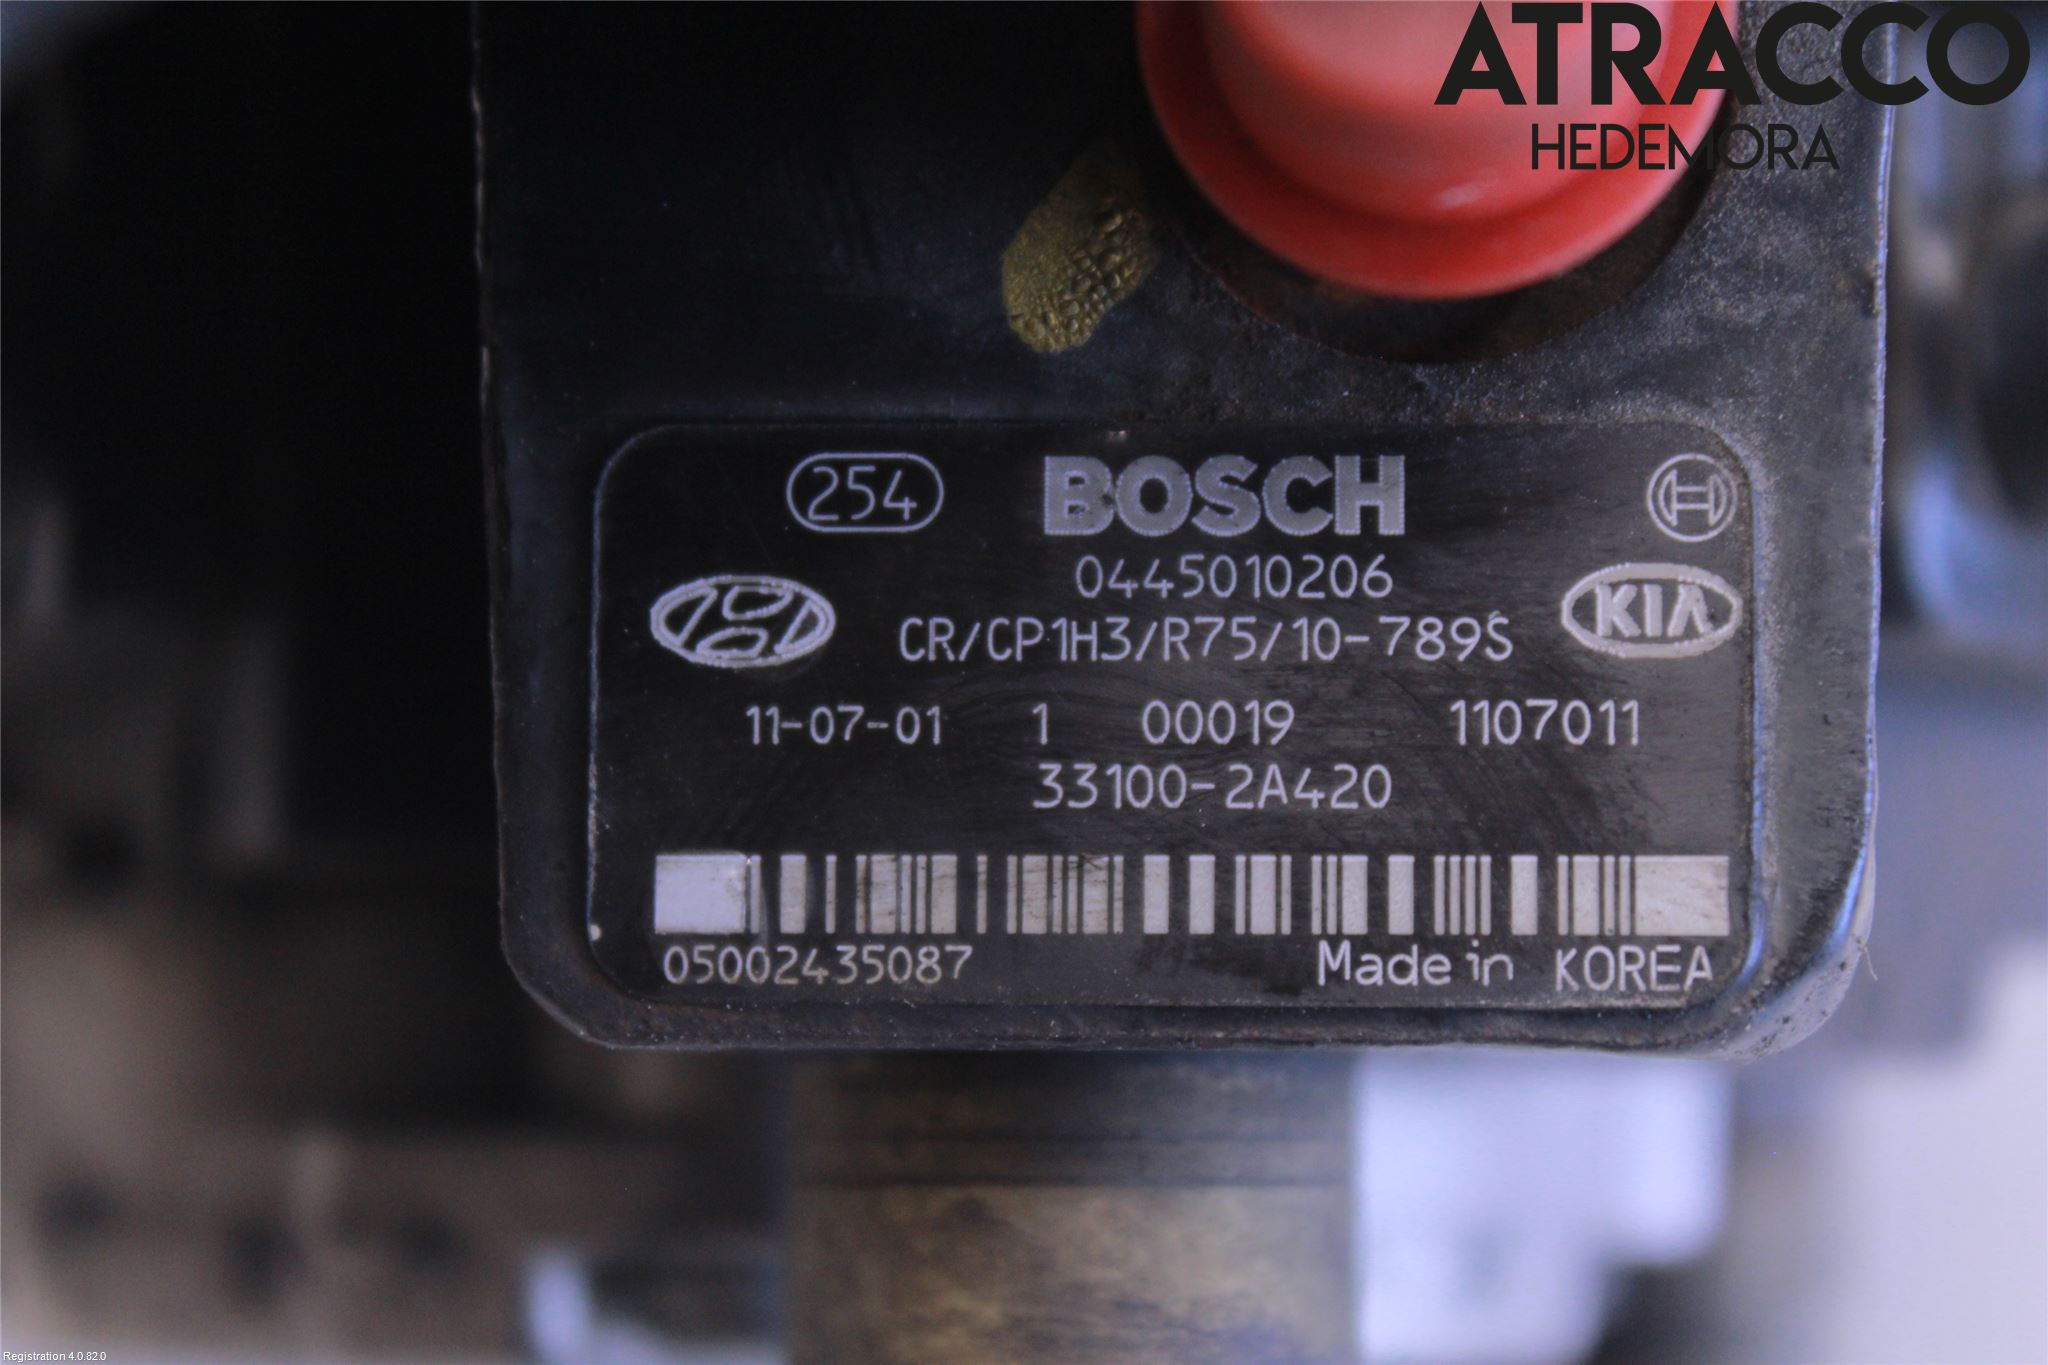 ATRACCO
HEDEMORA
254 BOSCH
0445010206
CR/CP1H3/R75/10-789S
KIA
11-07-01 1 00019 1107011
33100-2A420
05002435087 Made in KOREA
Registration 4.0.82.0